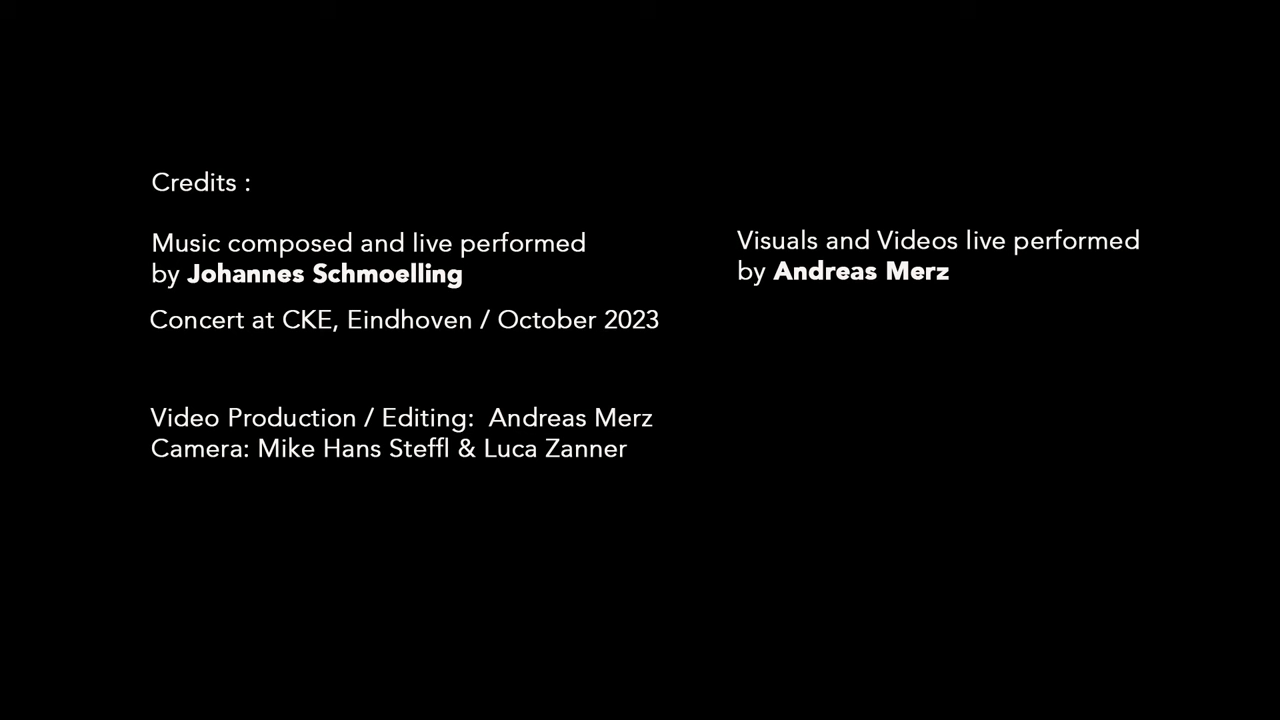 Credits :
Music composed and live performed
by Johannes Schmoelling
Concert at CKE, Eindhoven / October 2023
Visuals and Videos live performed
by Andreas Merz
Video Production / Editing:  Andreas Merz
Camera: Mike Hans Steffl & Luca Zanner